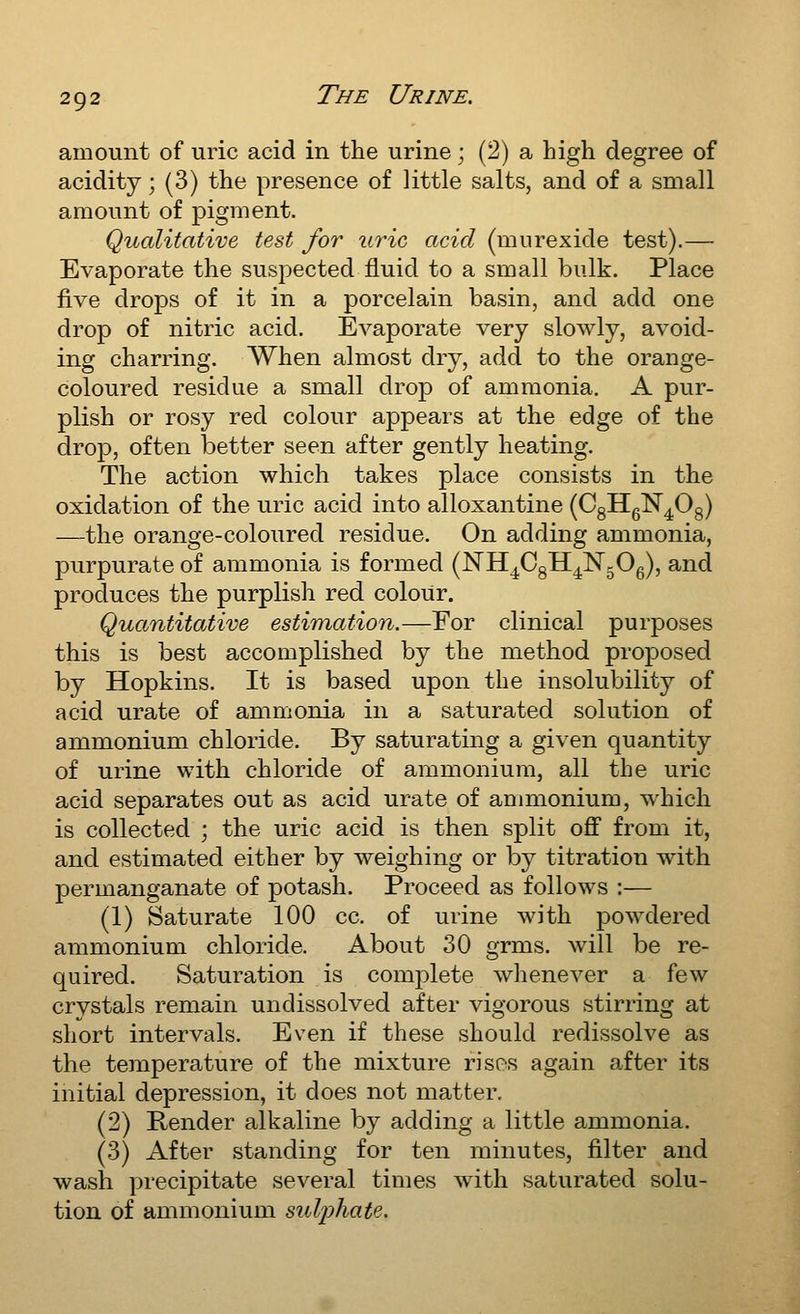 292 The Urine.
amount of uric acid in the urine; (2) a high degree of
acidity; (3) the presence of little salts, and of a small
amount of pigment.
Qualitative test for uric acid (murexide test).—
Evaporate the suspected fluid to a small bulk. Place
five drops of it in a porcelain basin, and add one
drop of nitric acid. Evaporate very slowly, avoid-
ing charring. When almost dry, add to the orange-
coloured residue a small drop of ammonia. A pur-
plish or rosy red colour appears at the edge of the
drop, often better seen after gently heating.
The action which takes place consists in the
oxidation of the uric acid into alloxantine (C₈H₆N₄O₈)
—the orange-coloured residue. On adding ammonia,
purpurate of ammonia is formed (NH₄C₈H₄N₅O₆), and
produces the purplish red colour.
Quantitative estimation.—For clinical purposes
this is best accomplished by the method proposed
by Hopkins. It is based upon the insolubility of
acid urate of ammonia in a saturated solution of
ammonium chloride. By saturating a given quantity
of urine with chloride of ammonium, all the uric
acid separates out as acid urate of ammonium, which
is collected ; the uric acid is then split off from it,
and estimated either by weighing or by titration with
permanganate of potash. Proceed as follows :—
(1) Saturate 100 cc. of urine with powdered
ammonium chloride. About 30 grms. will be re-
quired. Saturation is complete whenever a few
crystals remain undissolved after vigorous stirring at
short intervals. Even if these should redissolve as
the temperature of the mixture rises again after its
initial depression, it does not matter.
(2) Render alkaline by adding a little ammonia.
(3) After standing for ten minutes, filter and
wash precipitate several times with saturated solu-
tion of ammonium sulphate.